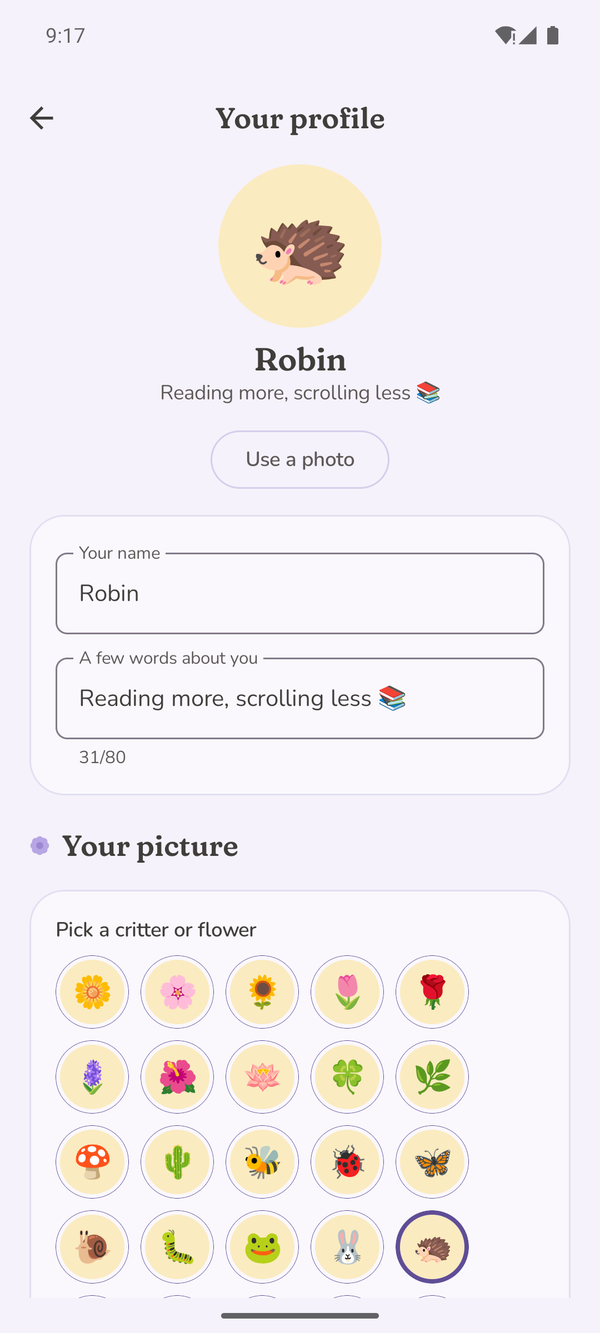 9:17
Your profile
Robin
Reading more, scrolling less 📚
Use a photo
Your name
Robin
A few words about you
Reading more, scrolling less 📚
31/80
Your picture
Pick a critter or flower